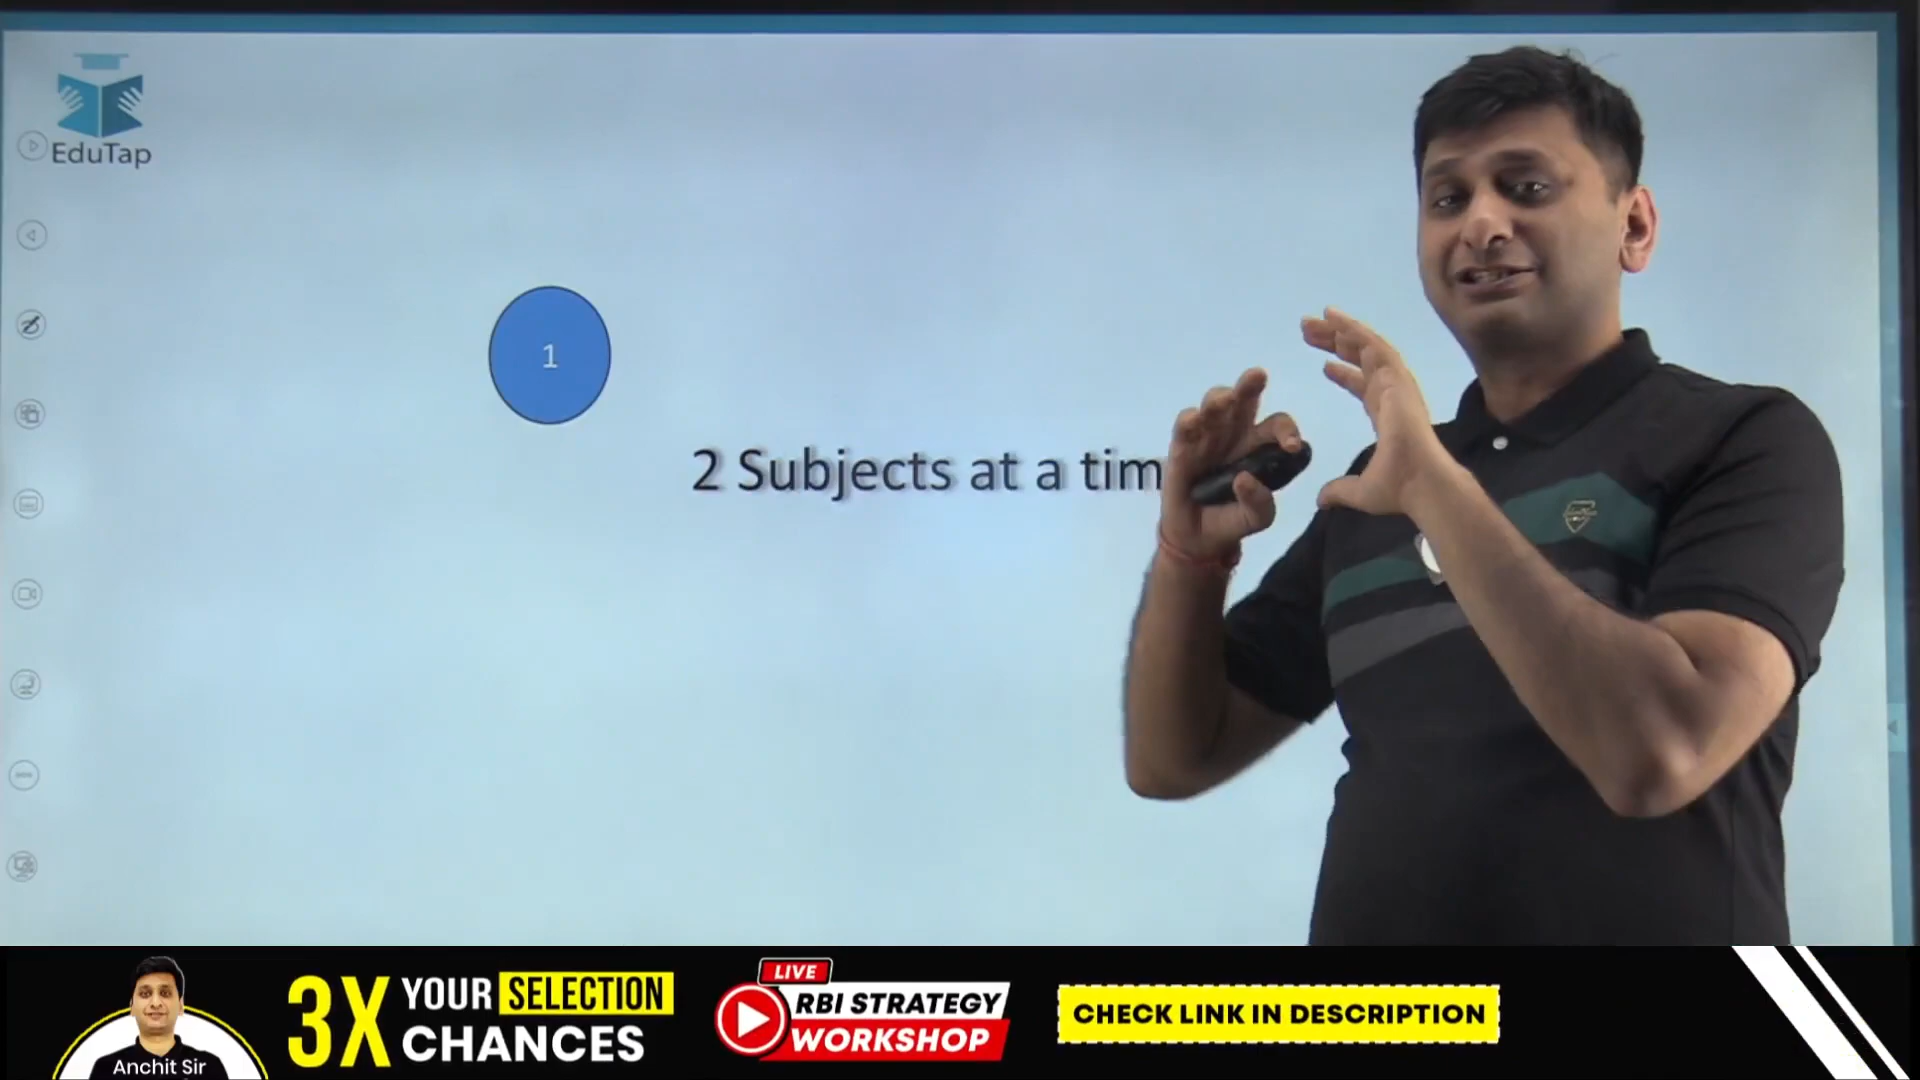 EduTap
1
2 Subjects at a tim
Anchit Sir
3X
YOUR SELECTION
CHANCES
LIVE
RBI STRATEGY
WORKSHOP
CHECK LINK IN DESCRIPTION